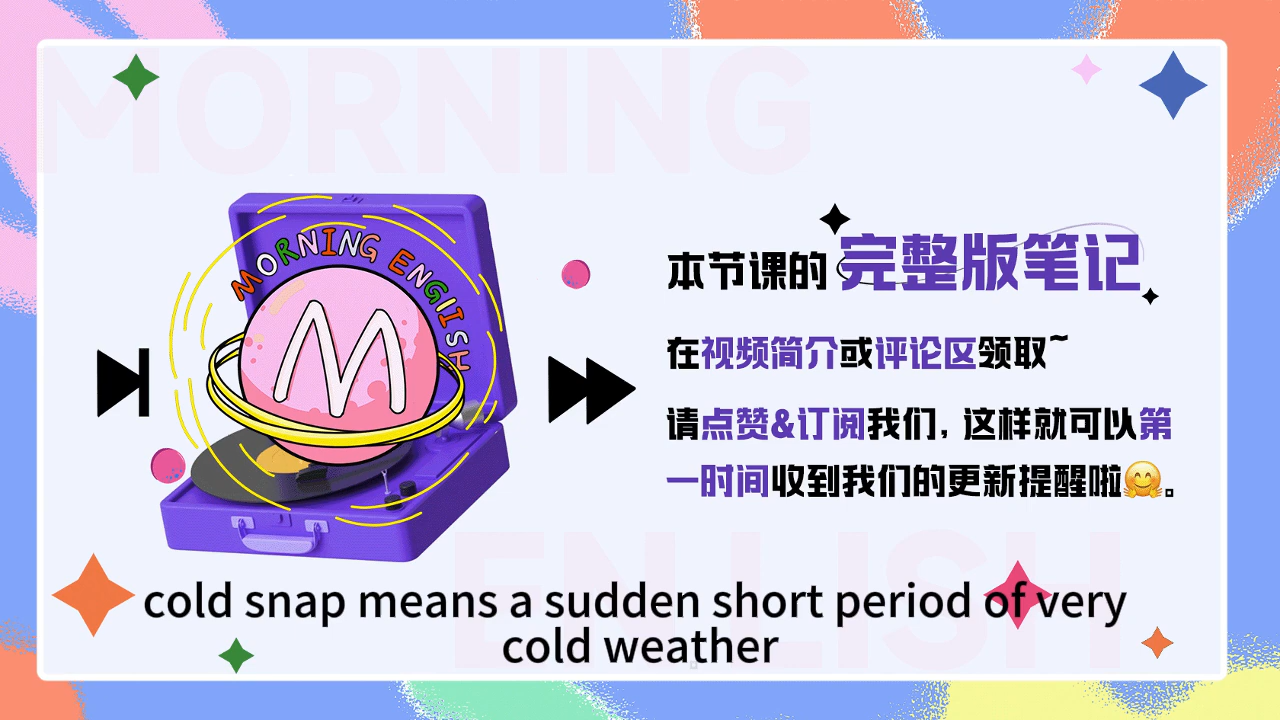 MORNING
MORNING ENGlISH
M
本节课的 完整版笔记
在视频简介或评论区领取~
请点赞&订阅我们, 这样就可以第
一时间收到我们的更新提醒啦🤗。
ENGLISH
cold snap means a sudden short period of very
cold weather